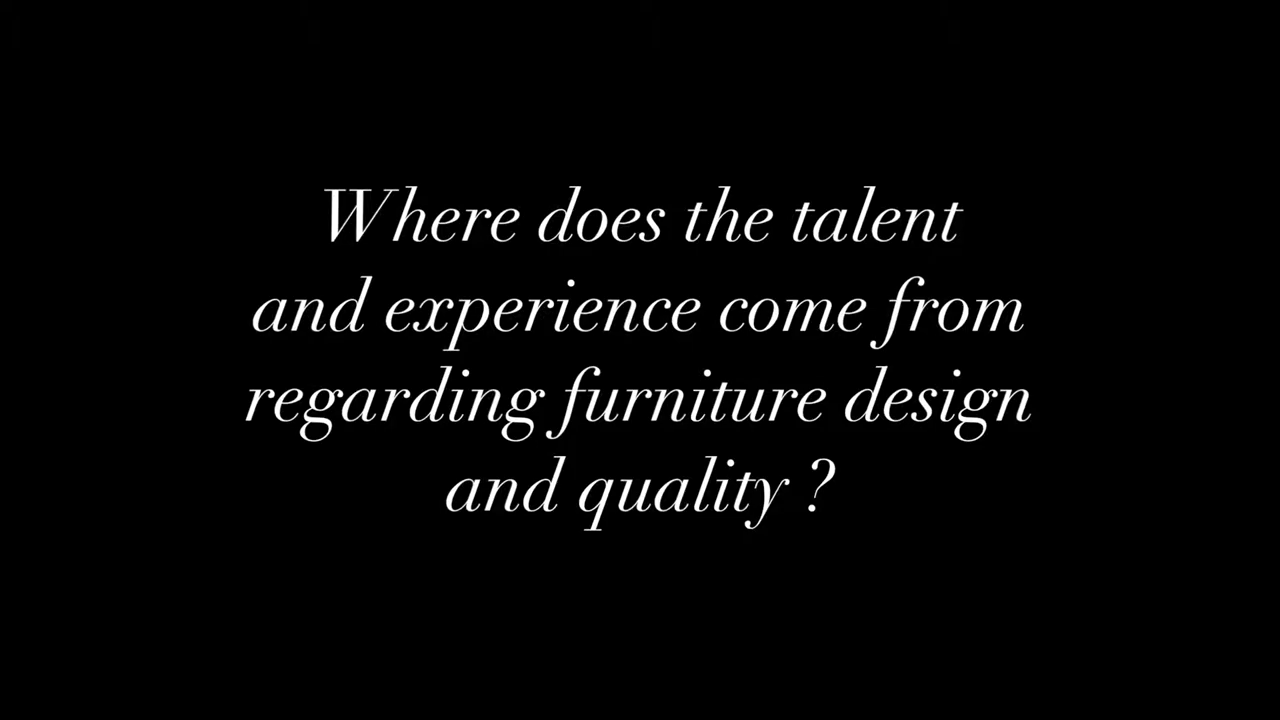 Where does the talent
and experience come from
regarding furniture design
and quality ?